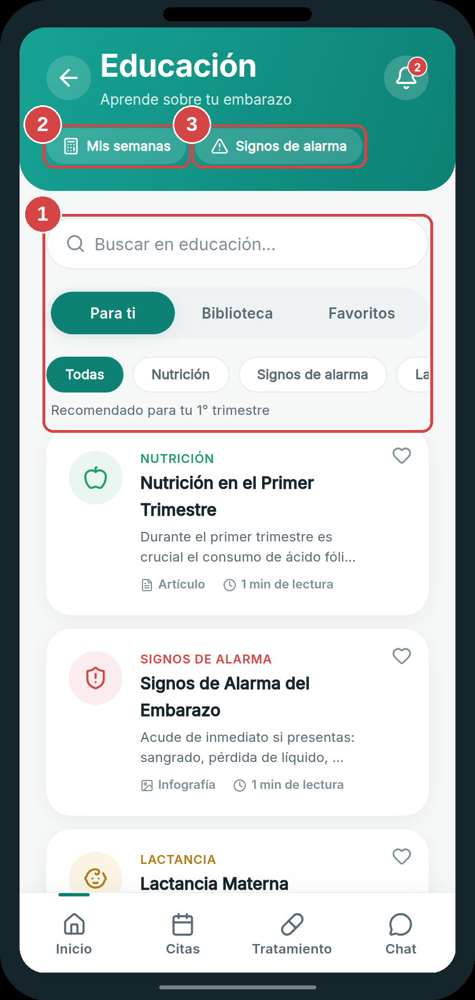 Educación
2
Aprende sobre tu embarazo
2
3
Mis semanas
Signos de alarma
1
Buscar en educación...
Para ti
Biblioteca
Favoritos
Todas
Nutrición
Signos de alarma
La
Recomendado para tu 1° trimestre
NUTRICIÓN
Nutrición en el Primer
Trimestre
Durante el primer trimestre es
crucial el consumo de ácido fóli...
Artículo
1 min de lectura
SIGNOS DE ALARMA
Signos de Alarma del
Embarazo
Acude de inmediato si presentas:
sangrado, pérdida de líquido, ...
Infografía
1 min de lectura
LACTANCIA
Lactancia Materna
Inicio
Citas
Tratamiento
Chat